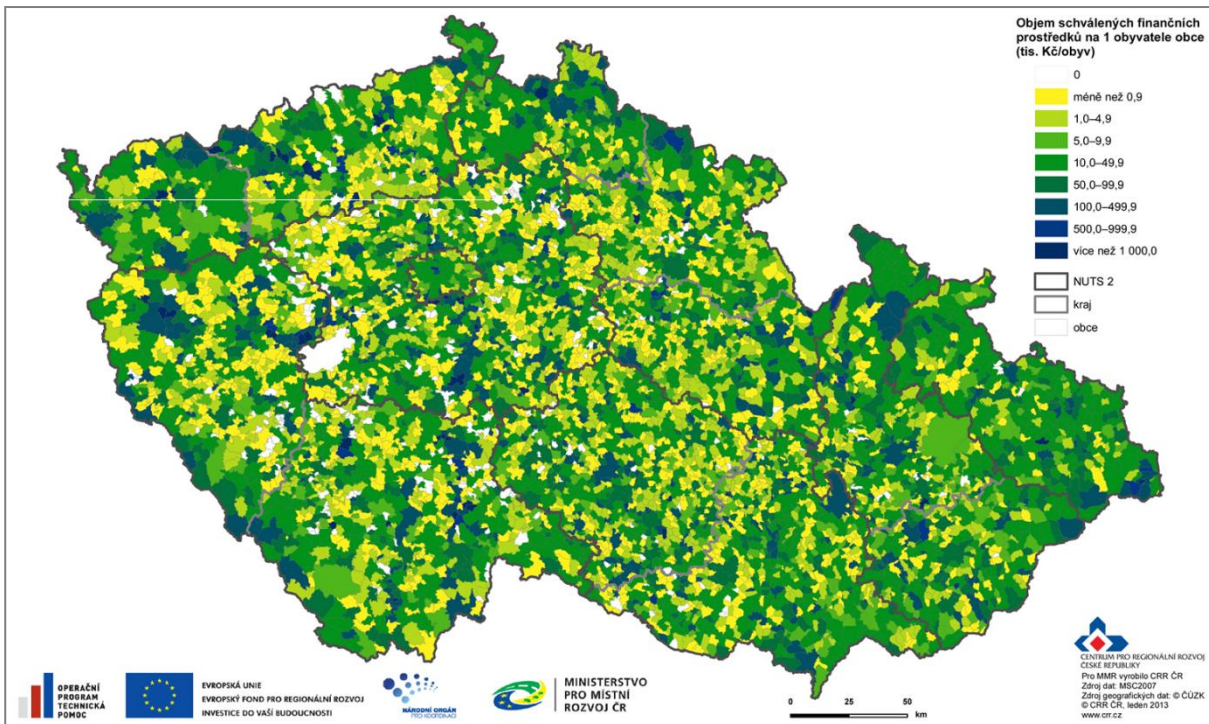 Objem schválených finančních
prostředků na 1 obyvatele obce
(tis. Kč/obyv)
0
méně než 0,9
1,0–4,9
5,0–9,9
10,0–49,9
50,0–99,9
100,0–499,9
500,0–999,9
více než 1 000,0
NUTS 2
kraj
obce
OPERAČNÍ
PROGRAM
TECHNICKÁ
POMOC
EVROPSKÁ UNIE
EVROPSKÝ FOND PRO REGIONÁLNÍ ROZVOJ
INVESTICE DO VAŠÍ BUDOUCNOSTI
NÁRODNÍ ORGÁN
PRO KOORDINACI
MINISTERSTVO
PRO MÍSTNÍ
ROZVOJ ČR
0 25 50
km
CENTRUM PRO REGIONÁLNÍ ROZVOJ
ČESKÉ REPUBLIKY
Pro MMR vyrobilo CRR ČR
Zdroj dat: MSC2007
Zdroj geografických dat: © ČÚZK
© CRR ČR, leden 2013
www.crr.cz